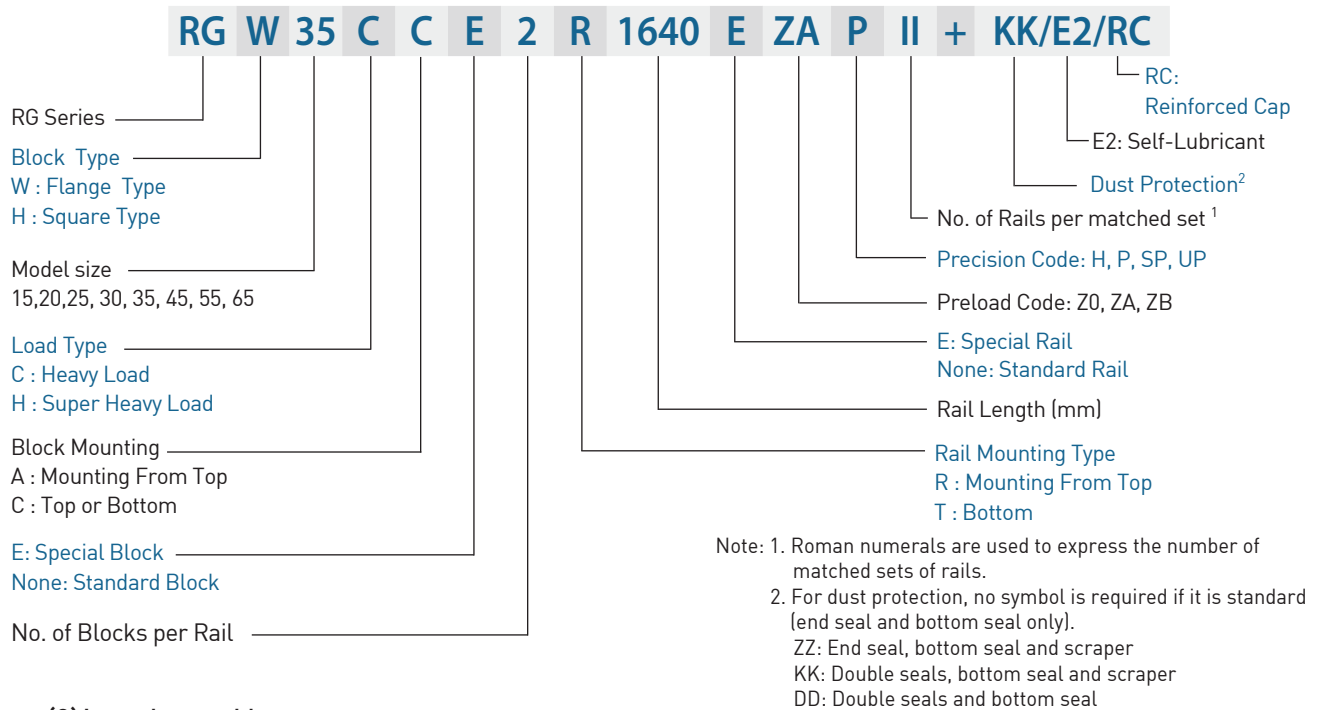 RG W 35 C C E 2 R 1640 E ZA P II + KK/E2/RC
RG Series
Block Type
W : Flange Type
H : Square Type
Model size
15,20,25, 30, 35, 45, 55, 65
Load Type
C : Heavy Load
H : Super Heavy Load
Block Mounting
A : Mounting From Top
C : Top or Bottom
E: Special Block
None: Standard Block
No. of Blocks per Rail
RC:
Reinforced Cap
E2: Self-Lubricant
Dust Protection2
No. of Rails per matched set 1
Precision Code: H, P, SP, UP
Preload Code: Z0, ZA, ZB
E: Special Rail
None: Standard Rail
Rail Length (mm)
Rail Mounting Type
R : Mounting From Top
T : Bottom
Note: 1. Roman numerals are used to express the number of
matched sets of rails.
2. For dust protection, no symbol is required if it is standard
(end seal and bottom seal only).
ZZ: End seal, bottom seal and scraper
KK: Double seals, bottom seal and scraper
DD: Double seals and bottom seal